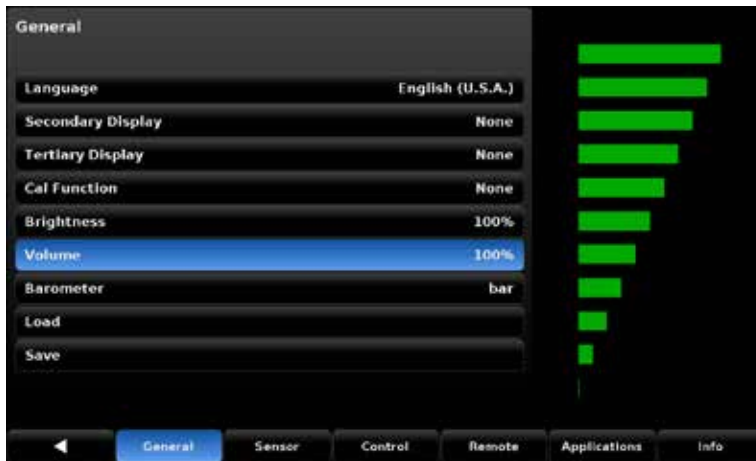 General
Language English (U.S.A.)
Secondary Display None
Tertiary Display None
Cal Function None
Brightness 100%
Volume 100%
Barometer bar
Load
Save
General Sensor Control Remote Applications Info